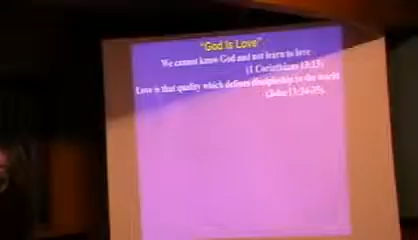 "God Is Love"
We cannot know God and not learn to love
(1 Corinthians 13:13)
Love is that quality which defines discipleship to the world
(John 13:34-35).